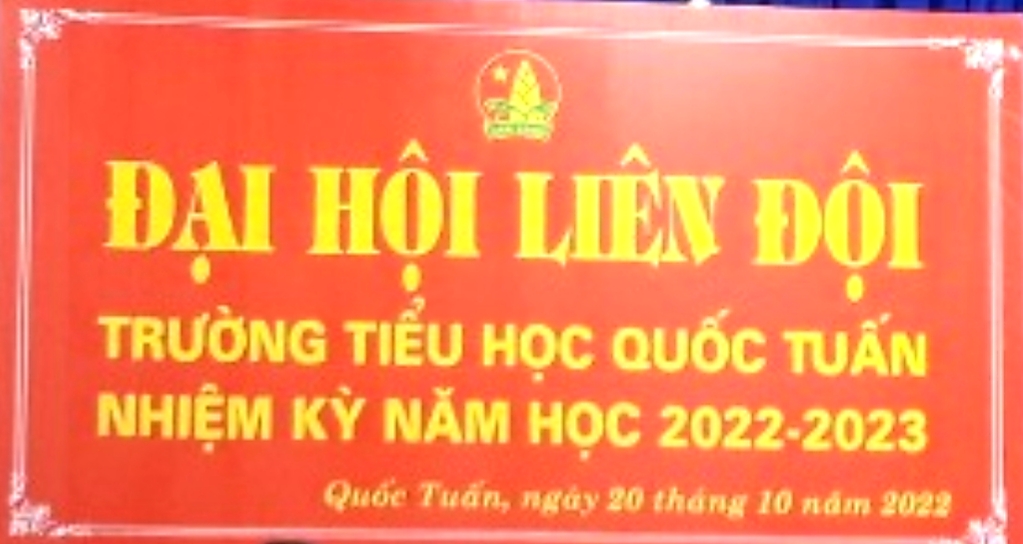 ĐẠI HỘI LIÊN ĐỘI
TRƯỜNG TIỂU HỌC QUỐC TUẤN
NHIỆM KỲ NĂM HỌC 2022-2023
Quốc Tuấn, ngày 20 tháng 10 năm 2022